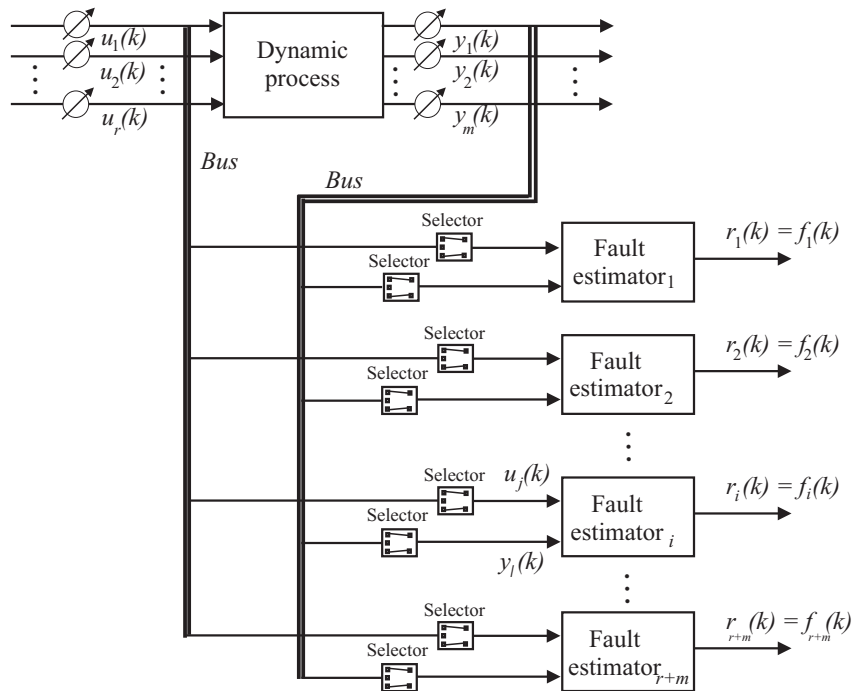 u1(k) Dynamic process y1(k)
u2(k) y2(k)
ur(k) ym(k)
Bus
Bus
Selector
Fault estimator1
r1(k) = f1(k)
Selector
Selector
Fault estimator2
r2(k) = f2(k)
Selector
Selector
uj(k)
Fault estimator i
ri(k) = fi(k)
Selector
yl(k)
Selector
Fault estimatorr+m
rr+m(k) = fr+m(k)
Selector